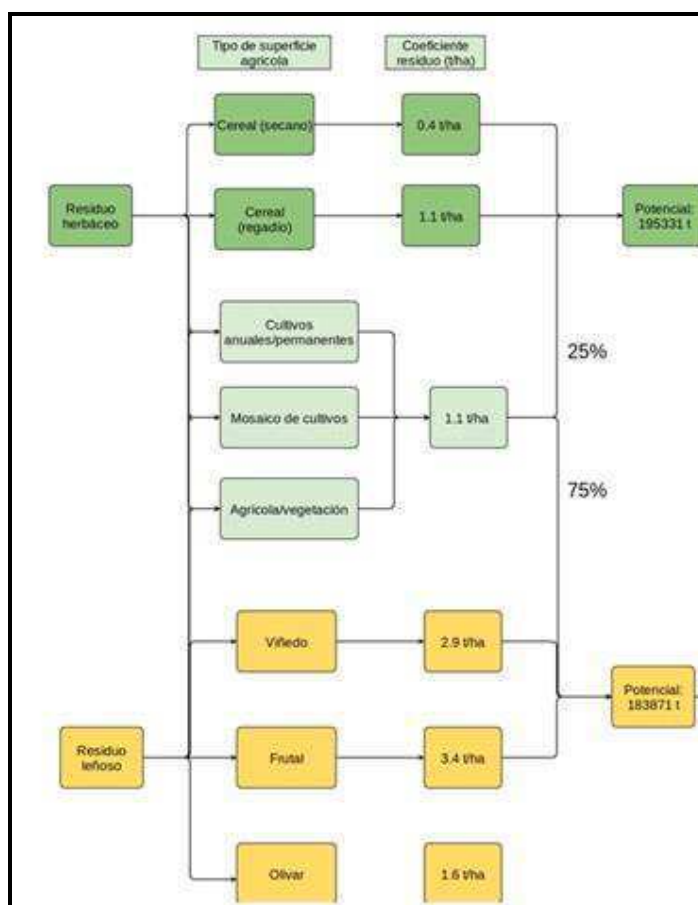 Tipo de superficie
agrícola
Coeficiente
residuo (t/ha)
Cereal (secano)
0.4 t/ha
Residuo
herbáceo
Cereal
(regadío)
1.1 t/ha
Potencial:
195331 t
Cultivos
anuales/permanentes
25%
Mosaico de cultivos
1.1 t/ha
75%
Agrícola/vegetación
Viñedo
2.9 t/ha
Potencial:
183871 t
Residuo
leñoso
Frutal
3.4 t/ha
Olivar
1.6 t/ha